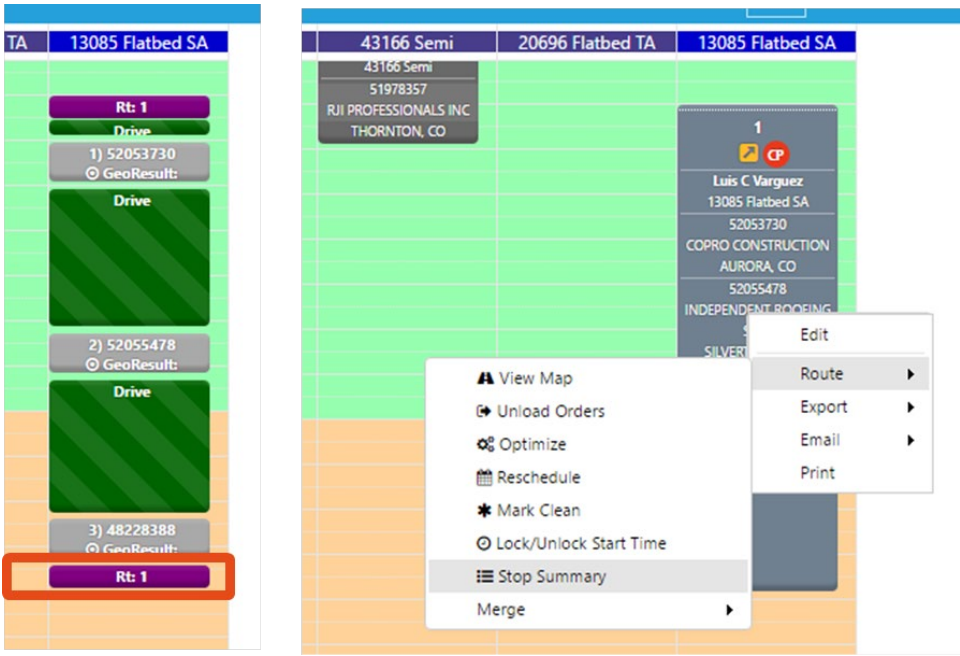 TA
13085 Flatbed SA
Rt: 1
Drive
1) 52053730
GeoResult:
Drive
2) 52055478
GeoResult:
Drive
3) 48228388
GeoResult:
Rt: 1
43166 Semi
20696 Flatbed TA
13085 Flatbed SA
43166 Semi
51978357
RJI PROFESSIONALS INC
THORNTON, CO
1
CP
Luis C Varguez
13085 Flatbed SA
52053730
COPRO CONSTRUCTION
AURORA, CO
52055478
INDEPENDENT ROOFING
S
SILVERT
Edit
Route
Export
Email
Print
View Map
Unload Orders
Optimize
Reschedule
Mark Clean
Lock/Unlock Start Time
Stop Summary
Merge